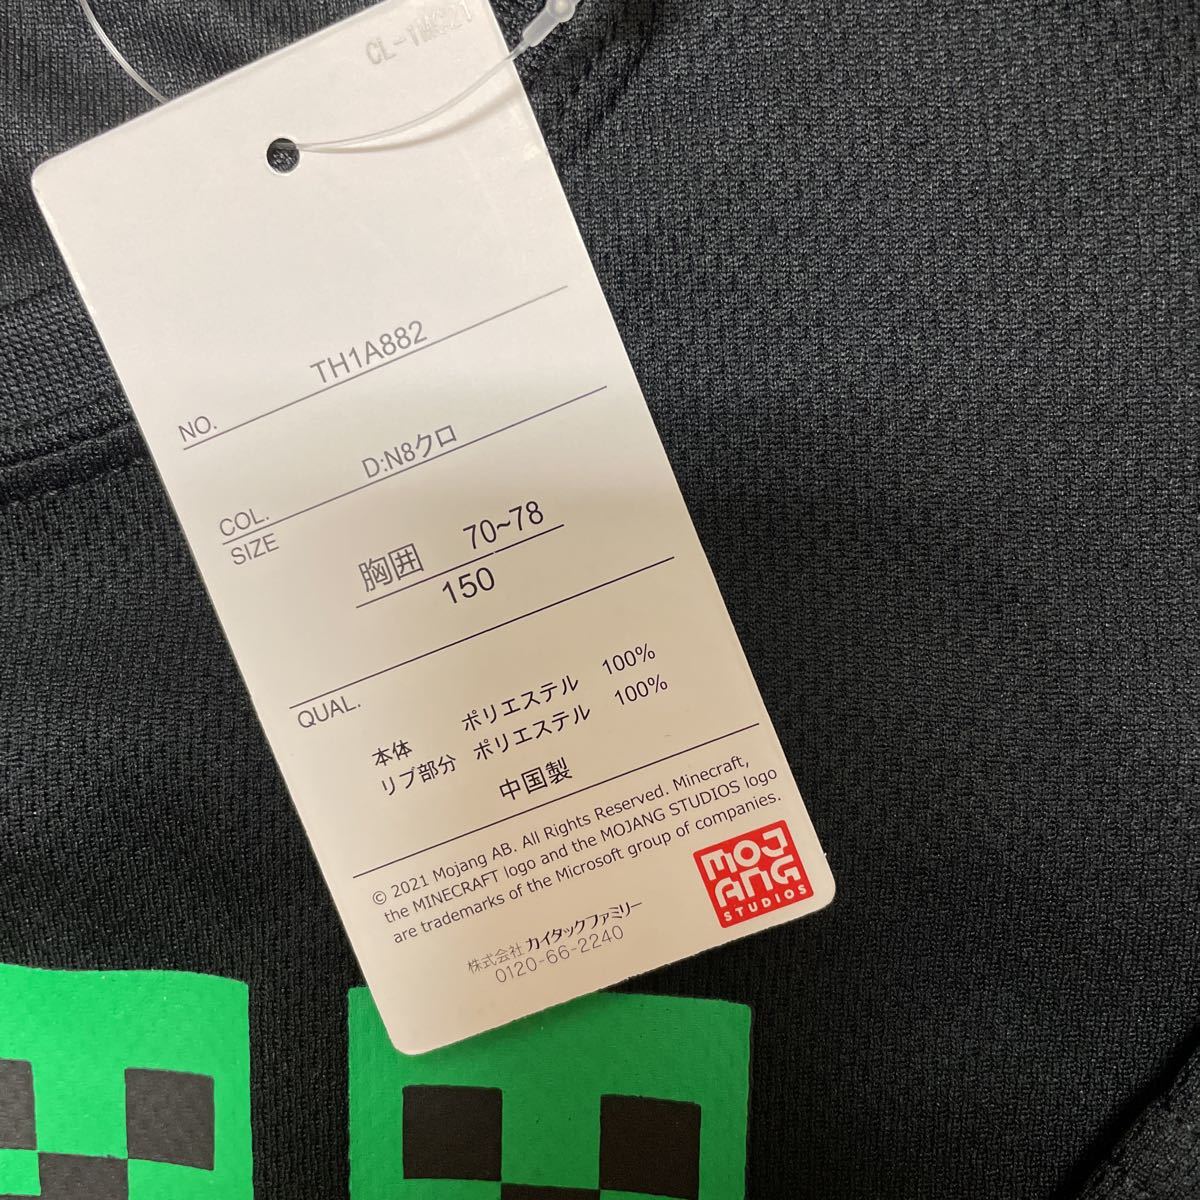 NO. TH1A882
COL. D:N8クロ
SIZE
胸囲 70~78
150
QUAL.
本体 ポリエステル 100%
リブ部分 ポリエステル 100%
中国製
© 2021 Mojang AB. All Rights Reserved. Minecraft,
the MINECRAFT logo and the MOJANG STUDIOS logo
are trademarks of the Microsoft group of companies.
MOJ
ANG
STUDIOS
株式会社カイタックファミリー
0120-66-2240